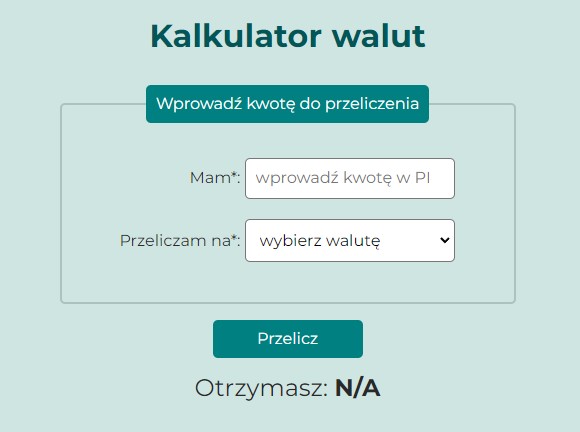 Kalkulator walut
Wprowadź kwotę do przeliczenia
Mam*: wprowadź kwotę w Pl
Przeliczam na*: wybierz walutę
Przelicz
Otrzymasz: N/A